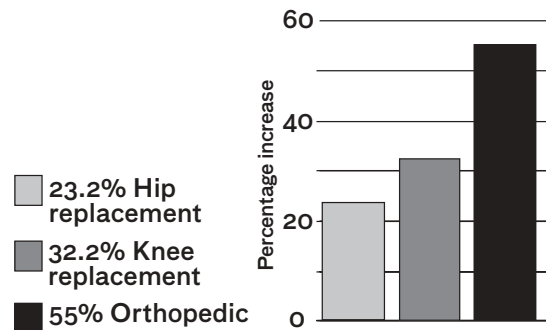 60
40
20
0
Percentage increase
23.2% Hip
replacement
32.2% Knee
replacement
55% Orthopedic